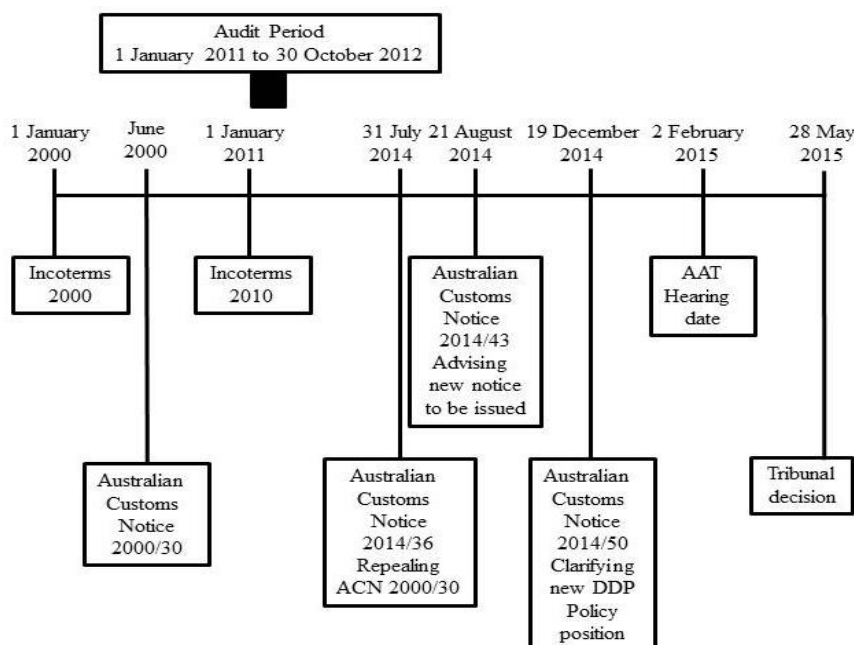 Audit Period
1 January 2011 to 30 October 2012
1 January
2000
June
2000
1 January
2011
31 July
2014
21 August
2014
19 December
2014
2 February
2015
28 May
2015
Incoterms
2000
Incoterms
2010
Australian
Customs
Notice
2014/43
Advising
new notice
to be issued
AAT
Hearing
date
Australian
Customs
Notice
2000/30
Australian
Customs
Notice
2014/36
Repealing
ACN 2000/30
Australian
Customs
Notice
2014/50
Clarifying
new DDP
Policy
position
Tribunal
decision